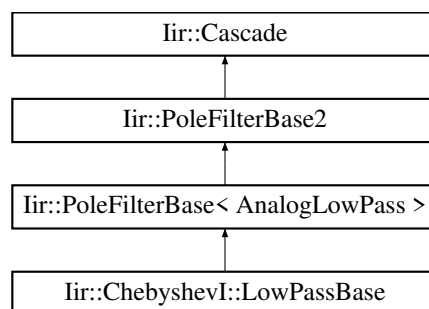 Iir::Cascade
Iir::PoleFilterBase2
Iir::PoleFilterBase< AnalogLowPass >
Iir::ChebyshevI::LowPassBase